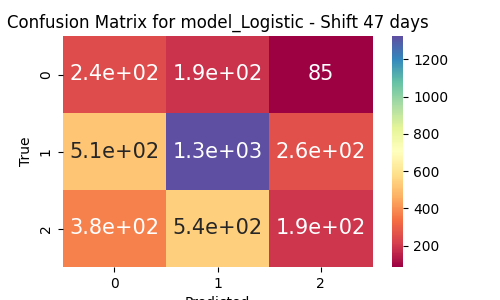 Confusion Matrix for model_Logistic - Shift 47 days
True
0 2.4e+02 1.9e+02 85
1 5.1e+02 1.3e+03 2.6e+02
2 3.8e+02 5.4e+02 1.9e+02
0 1 2
Predicted
1200
1000
800
600
400
200